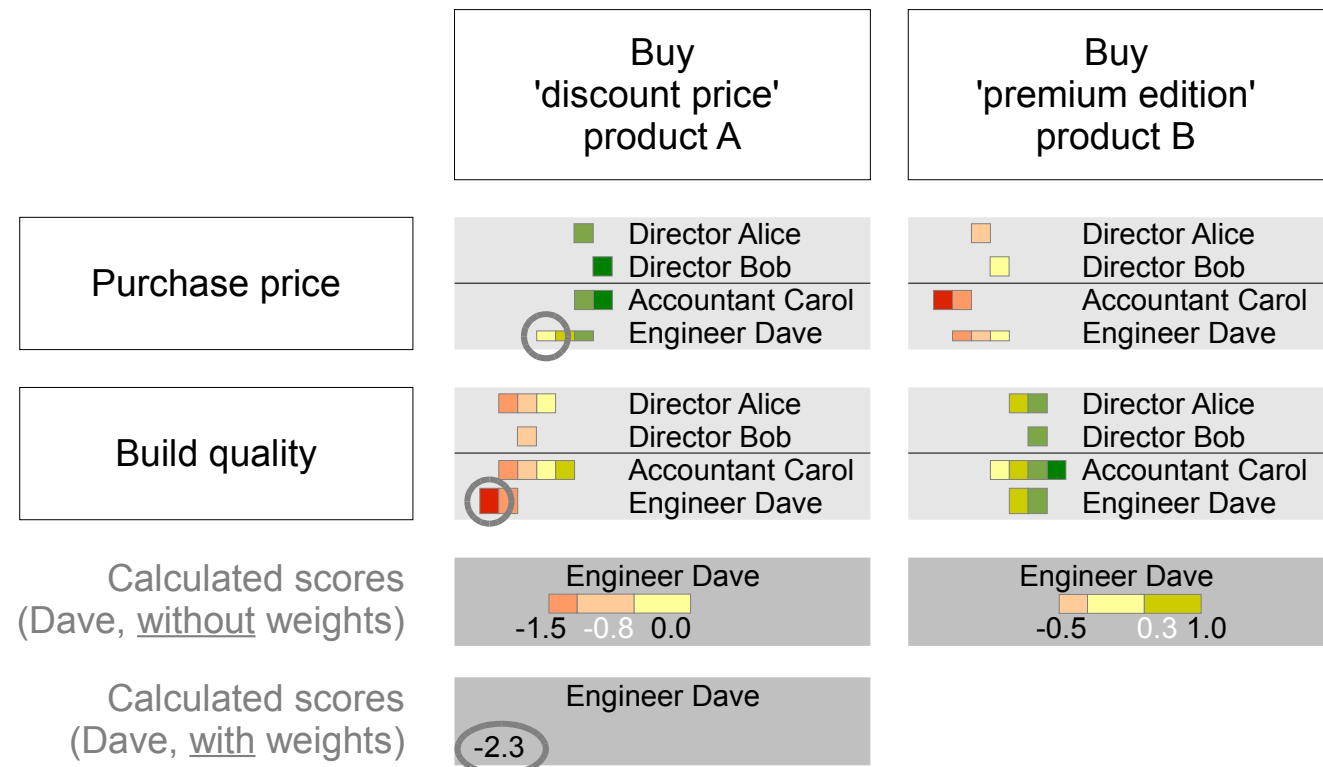 Buy
'discount price'
product A
Buy
'premium edition'
product B
Purchase price
Director Alice
Director Bob
Accountant Carol
Engineer Dave
Director Alice
Director Bob
Accountant Carol
Engineer Dave
Build quality
Director Alice
Director Bob
Accountant Carol
Engineer Dave
Director Alice
Director Bob
Accountant Carol
Engineer Dave
Calculated scores
(Dave, without weights)
Engineer Dave
-1.5 -0.8 0.0
Engineer Dave
-0.5 0.3 1.0
Calculated scores
(Dave, with weights)
Engineer Dave
-2.3